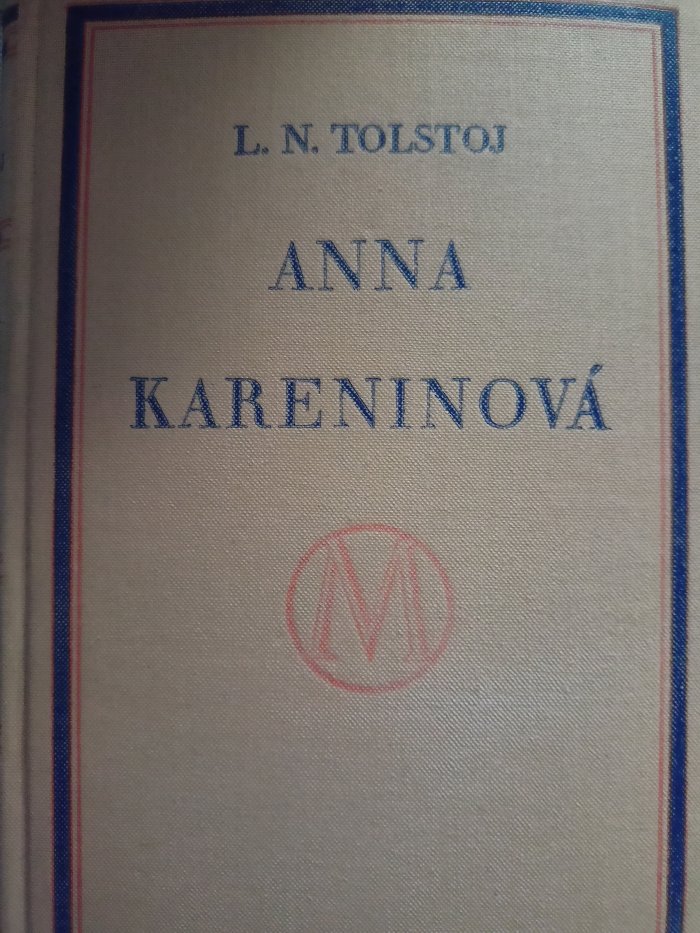 L. N. TOLSTOJ
ANNA
KARENINOVÁ
M